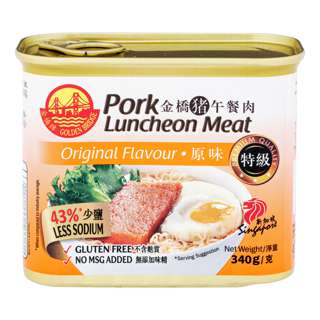 Pork 金橋豬午餐肉
Luncheon Meat
GOLDEN BRIDGE
Original Flavour • 原味
PREMIUM QUALITY
特級
43%* 少鹽
LESS SODIUM
GLUTEN FREE 不含麩質
NO MSG ADDED 無添加味精
*Serving suggestion
新加坡
Singapore
Net Weight/淨重
340g/克